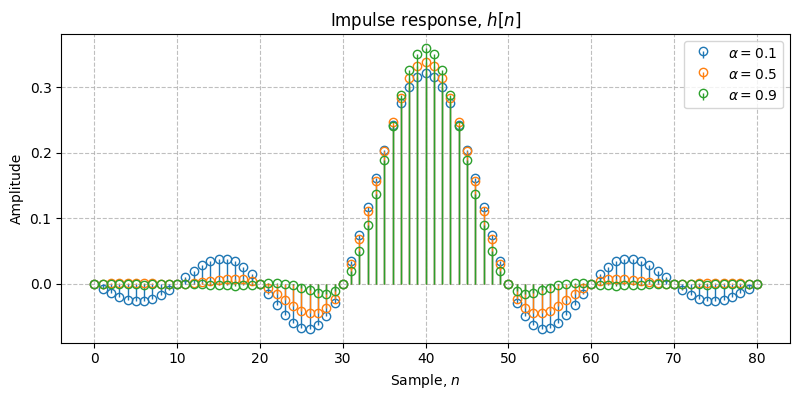 Impulse response, h[n]
α = 0.1
α = 0.5
α = 0.9
Amplitude
0.3
0.2
0.1
0.0
0 10 20 30 40 50 60 70 80
Sample, n